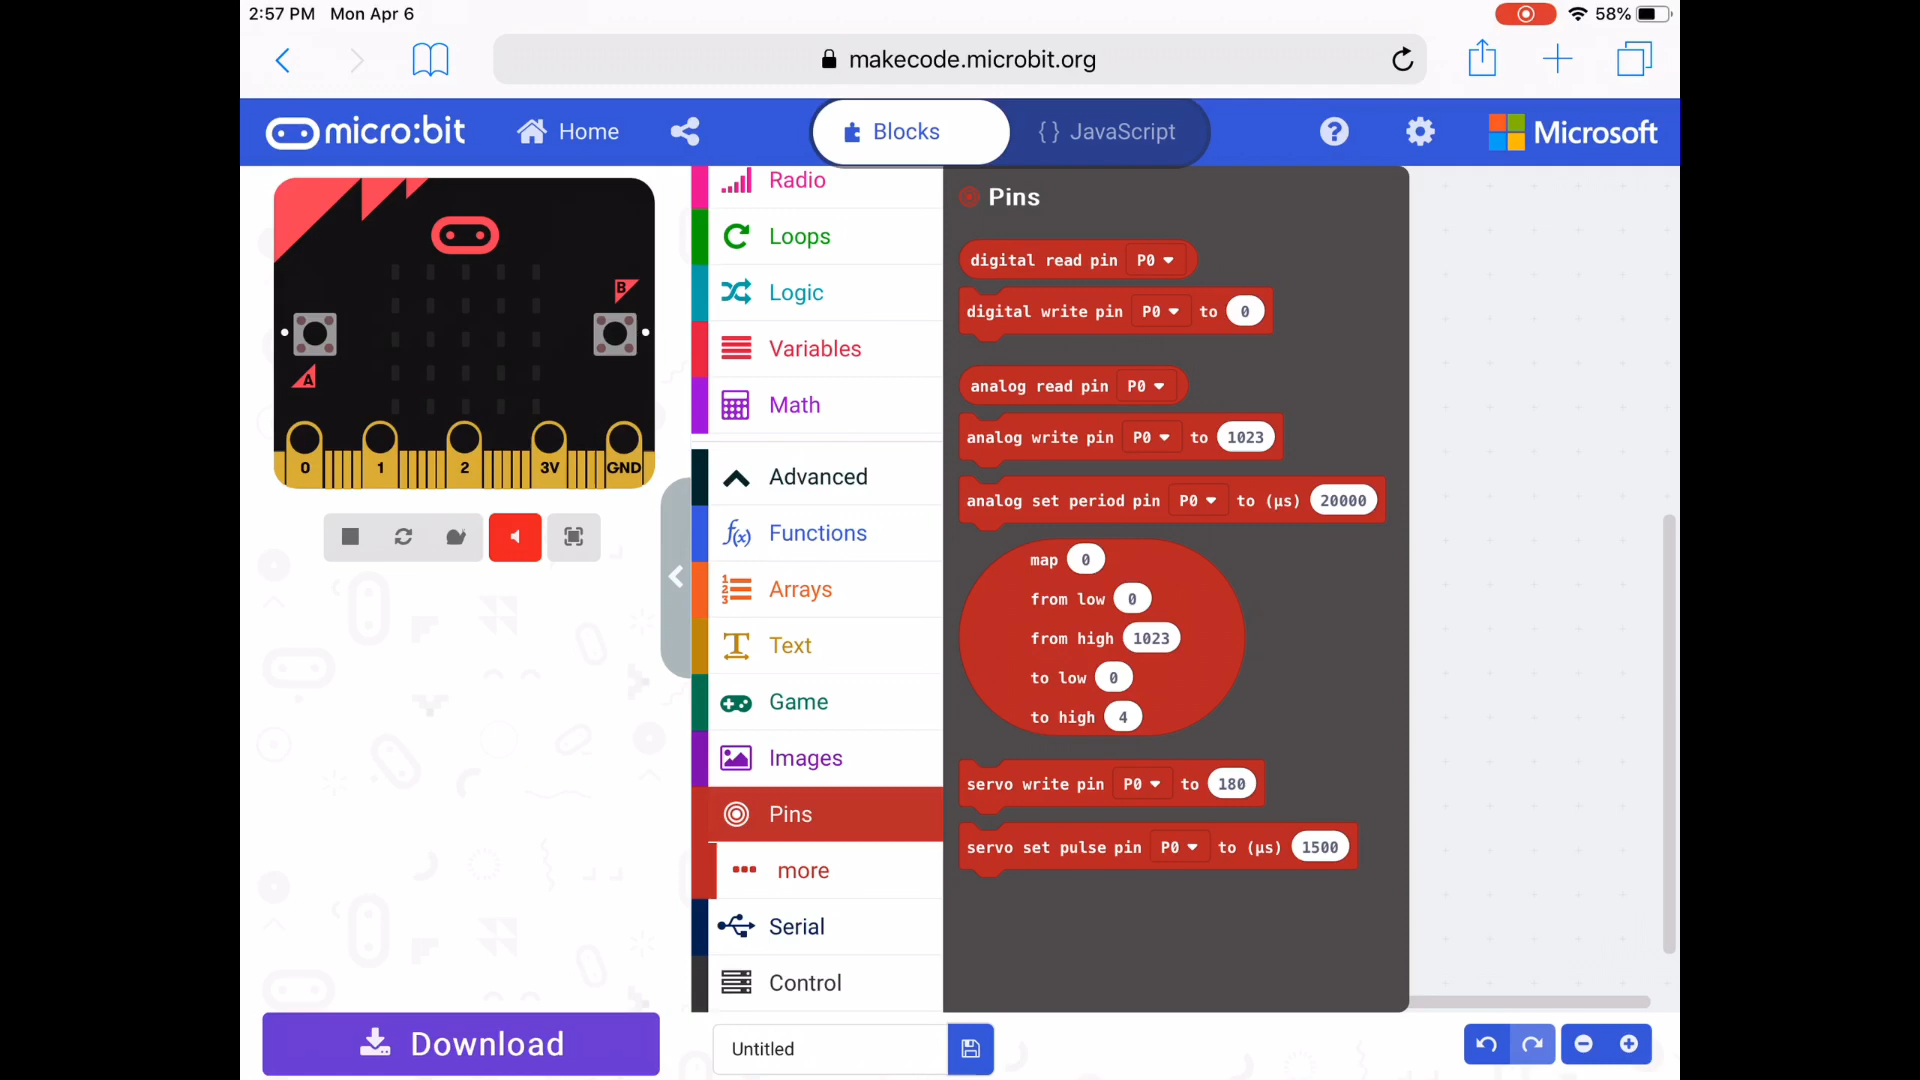 2:57 PM Mon Apr 6
58%
makecode.microbit.org
micro:bit
Home
Blocks
{ } JavaScript
?
Microsoft
B
A
0 1 2 3V GND
Radio
Loops
Logic
Variables
Math
Advanced
f(x) Functions
1 2 3 Arrays
T Text
Game
Images
Pins
more
Serial
Control
Pins
digital read pin P0
digital write pin P0 to 0
analog read pin P0
analog write pin P0 to 1023
analog set period pin P0 to (µs) 20000
map 0
from low 0
from high 1023
to low 0
to high 4
servo write pin P0 to 180
servo set pulse pin P0 to (µs) 1500
Download
Untitled